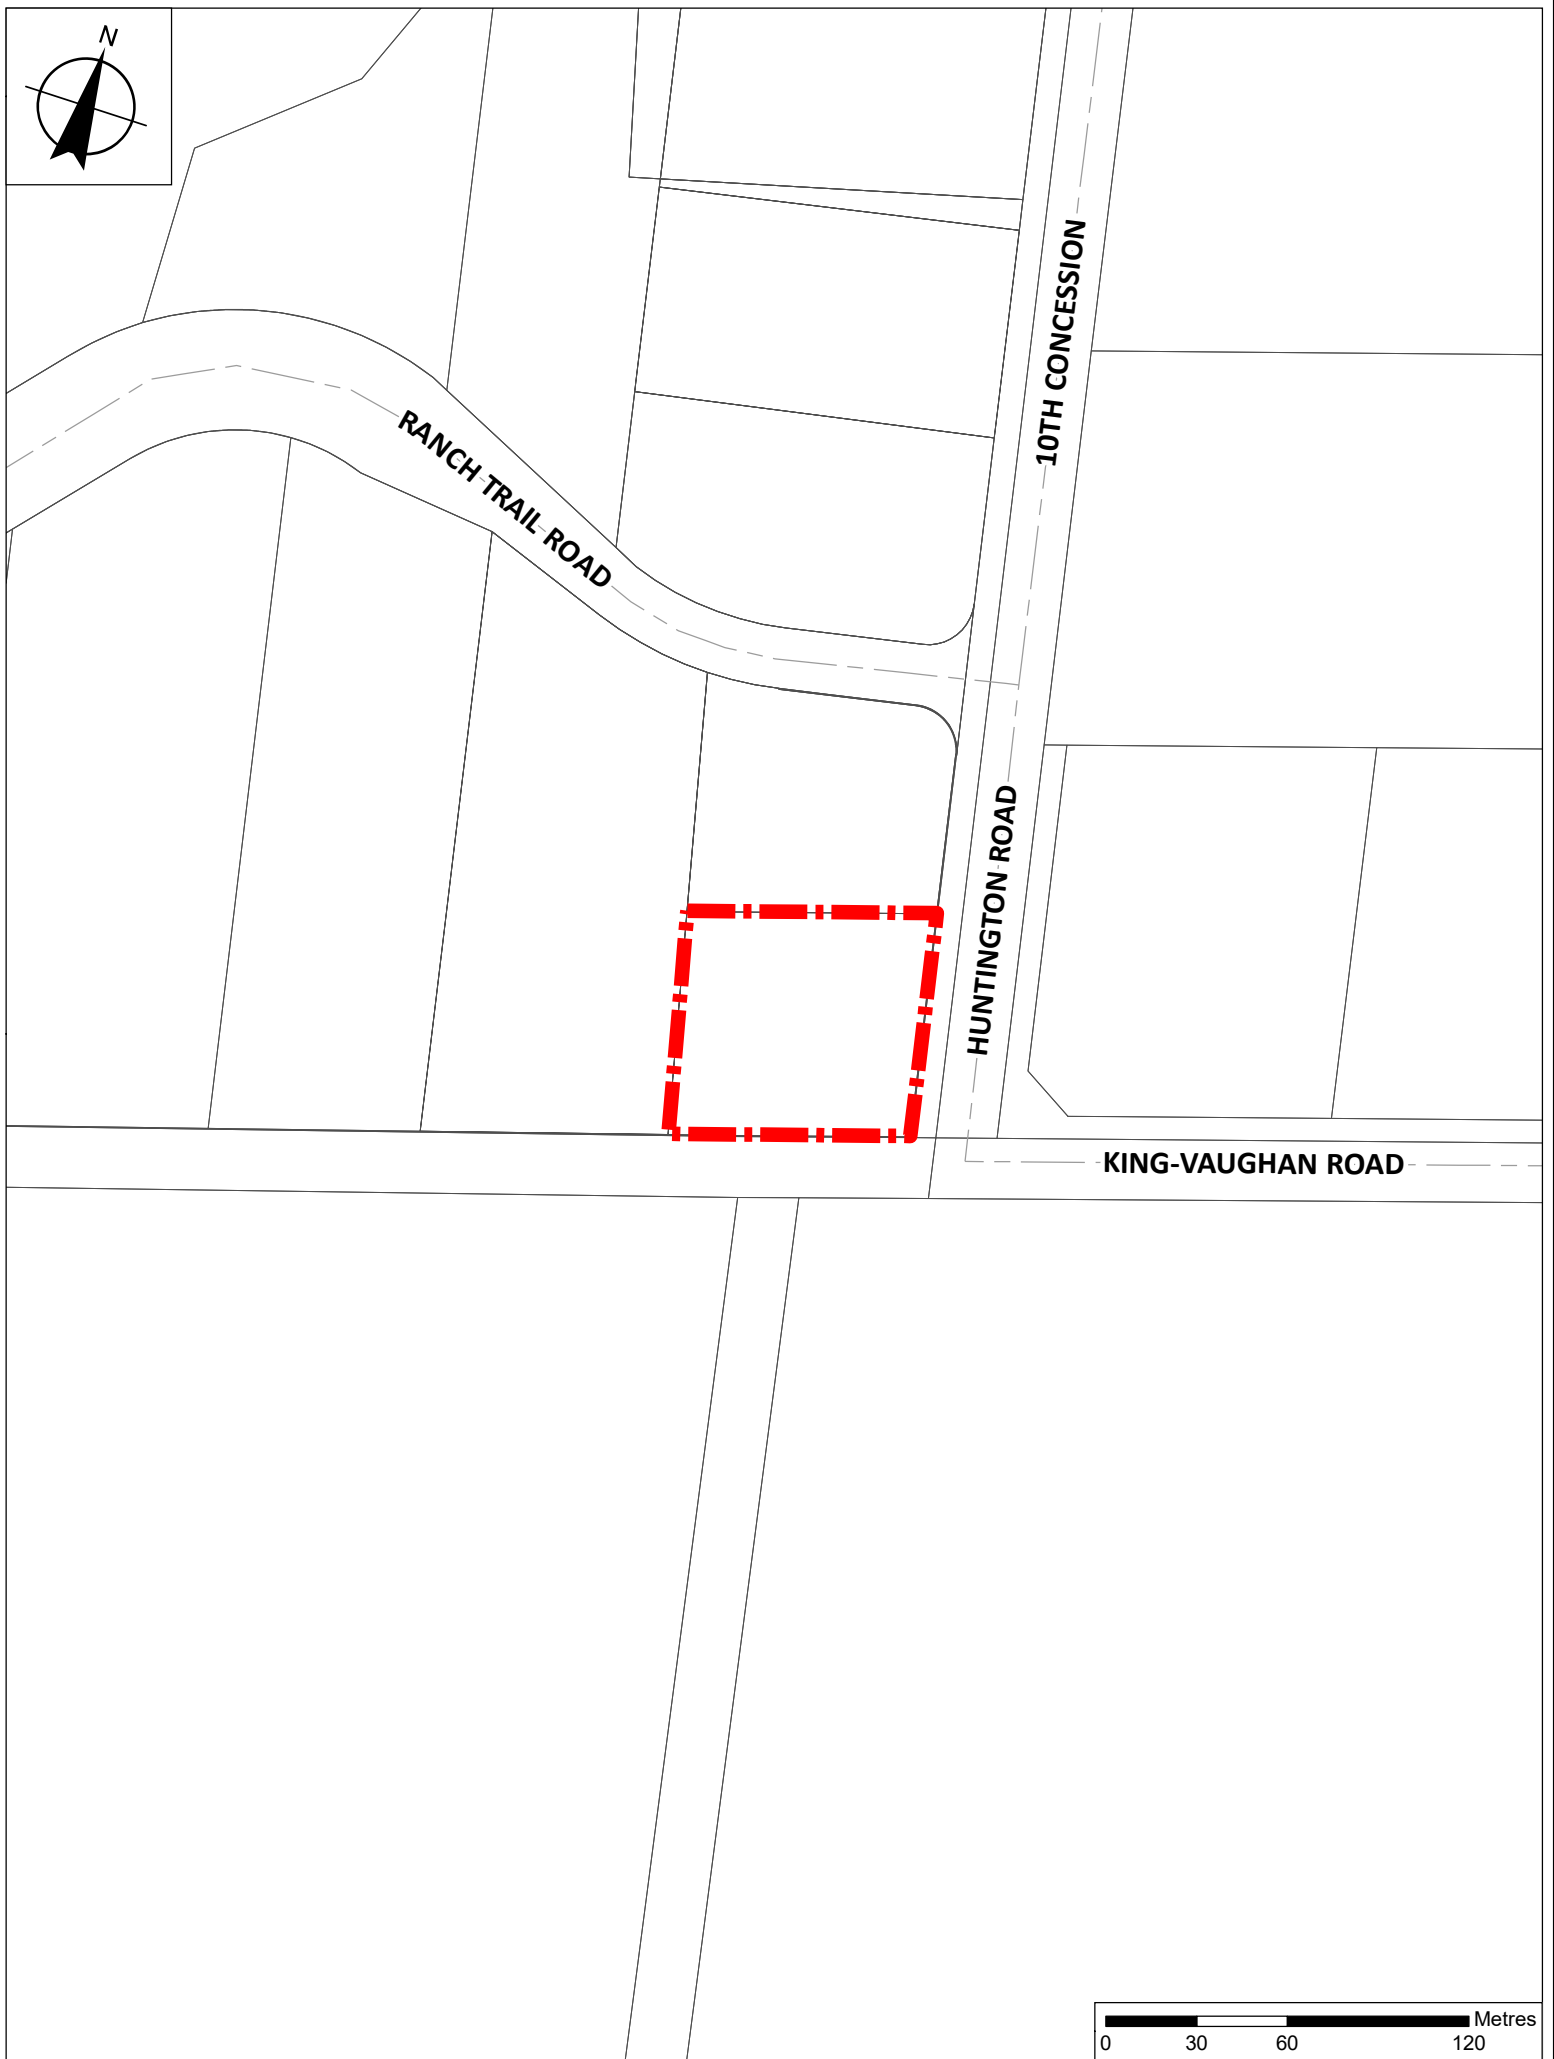 N
10TH CONCESSION
RANCH TRAIL ROAD
HUNTINGTON ROAD
KING-VAUGHAN ROAD
Metres
0 30 60 120